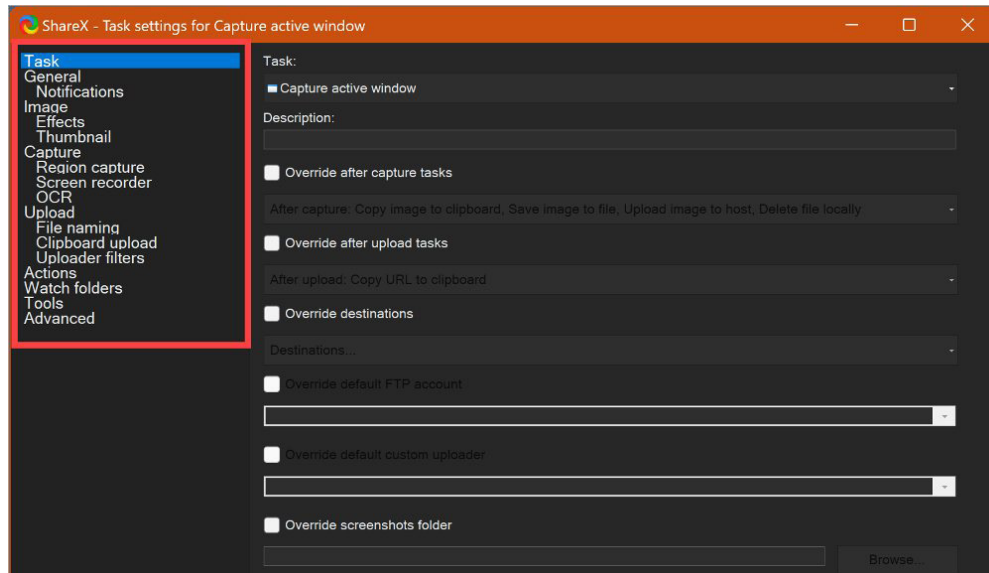 ShareX - Task settings for Capture active window
Task
General
Notifications
Image
Effects
Thumbnail
Capture
Region capture
Screen recorder
OCR
Upload
File naming
Clipboard upload
Uploader filters
Actions
Watch folders
Tools
Advanced
Task:
Capture active window
Description:
Override after capture tasks
After capture: Copy image to clipboard, Save image to file, Upload image to host, Delete file locally
Override after upload tasks
After upload: Copy URL to clipboard
Override destinations
Destinations...
Override default FTP account
Override default custom uploader
Override screenshots folder
Browse...